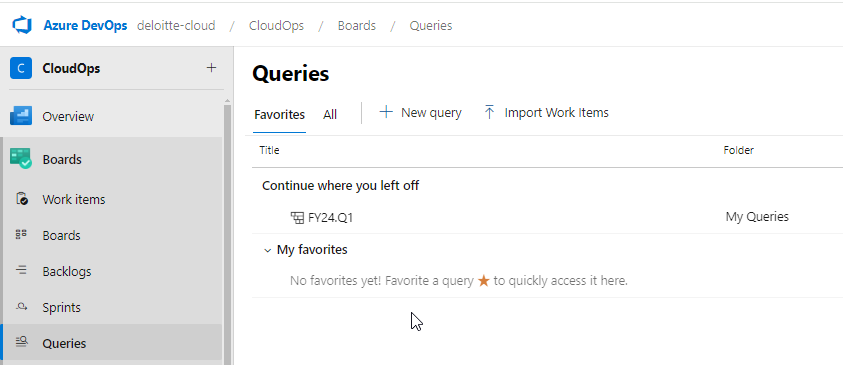 Azure DevOps deloitte-cloud / CloudOps / Boards / Queries
C CloudOps +
Overview
Boards
Work items
Boards
Backlogs
Sprints
Queries
Queries
Favorites All New query Import Work Items
Title Folder
Continue where you left off
FY24.Q1 My Queries
My favorites
No favorites yet! Favorite a query ★ to quickly access it here.